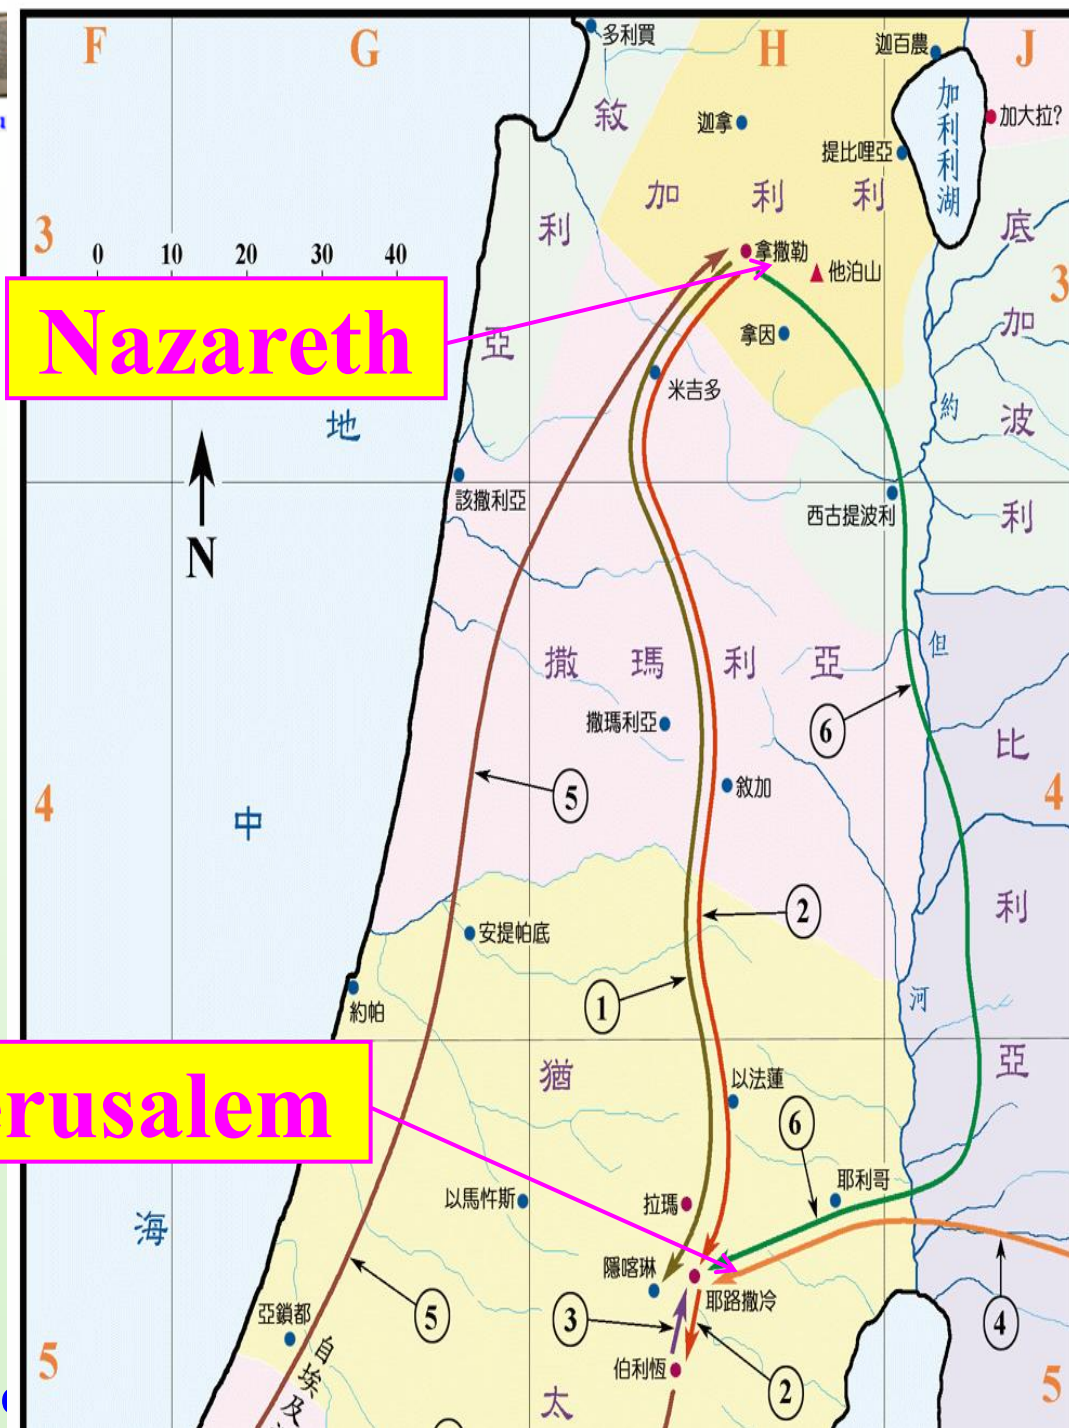 F
G
H
J
多利買
迦百農
敘
迦拿
加利利湖
加大拉?
提比哩亞
加利利
利
底
3
0 10 20 30 40
拿撒勒
他泊山
3
加
Nazareth
亞
拿因
米吉多
約
波
地
N
該撒利亞
西古提波利
利
撒瑪利亞
但
撒瑪利亞
6
比
5
敘加
4
中
4
2
利
安提帕底
1
河
約帕
亞
猶
以法蓮
erusalem
6
以馬忤斯
拉瑪
耶利哥
海
隱喀琳
耶路撒冷
亞鎖都
5
3
4
自埃及
伯利恆
2
5
太
5